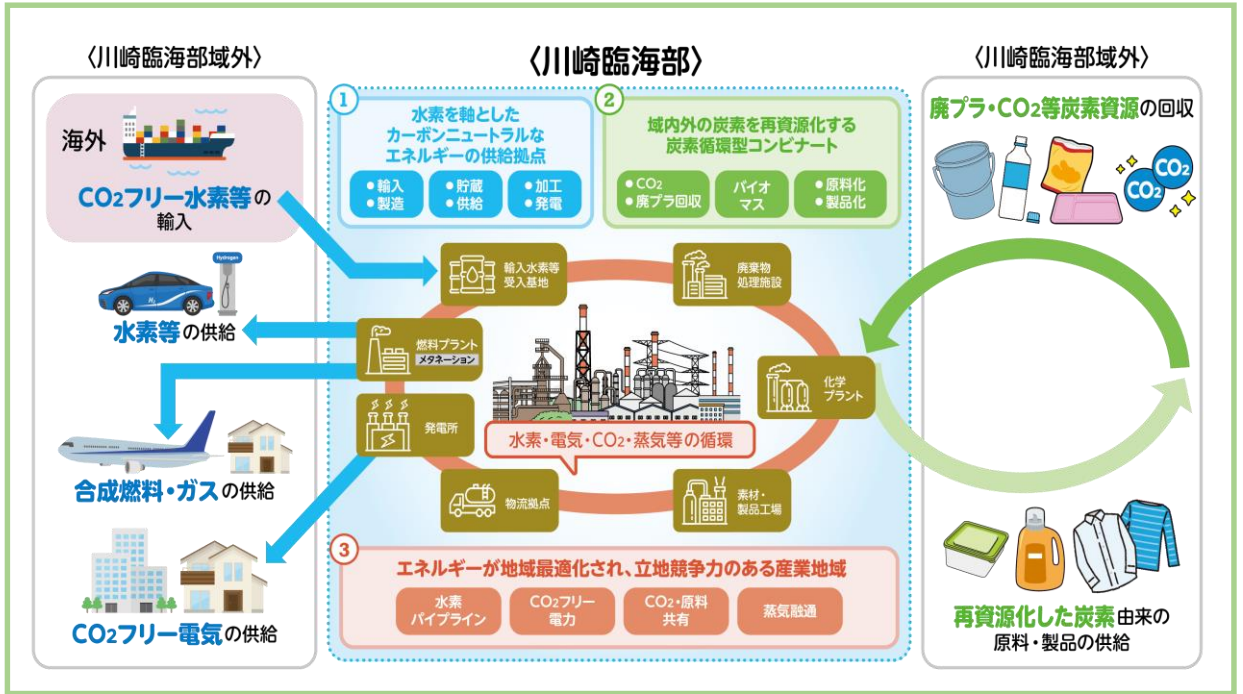 〈川崎臨海部域外〉
海外
CO2フリー水素等の
輸入
Hydrogen
H2
水素等の供給
合成燃料・ガスの供給
CO2フリー電気の供給
〈川崎臨海部〉
1
水素を軸とした
カーボンニュートラルな
エネルギーの供給拠点
●輸入
●製造
●貯蔵
●供給
●加工
●発電
2
域内外の炭素を再資源化する
炭素循環型コンビナート
●CO2
●廃プラ回収
バイオ
マス
●原料化
●製品化
輸入水素等
受入基地
廃棄物
処理施設
燃料プラント
メタネーション
化学
プラント
発電所
水素・電気・CO2・蒸気等の循環
物流拠点
素材・
製品工場
3
エネルギーが地域最適化され、立地競争力のある産業地域
水素
パイプライン
CO2フリー
電力
CO2・原料
共有
蒸気融通
〈川崎臨海部域外〉
廃プラ・CO2等炭素資源の回収
CO2
CO2
再資源化した炭素由来の
原料・製品の供給